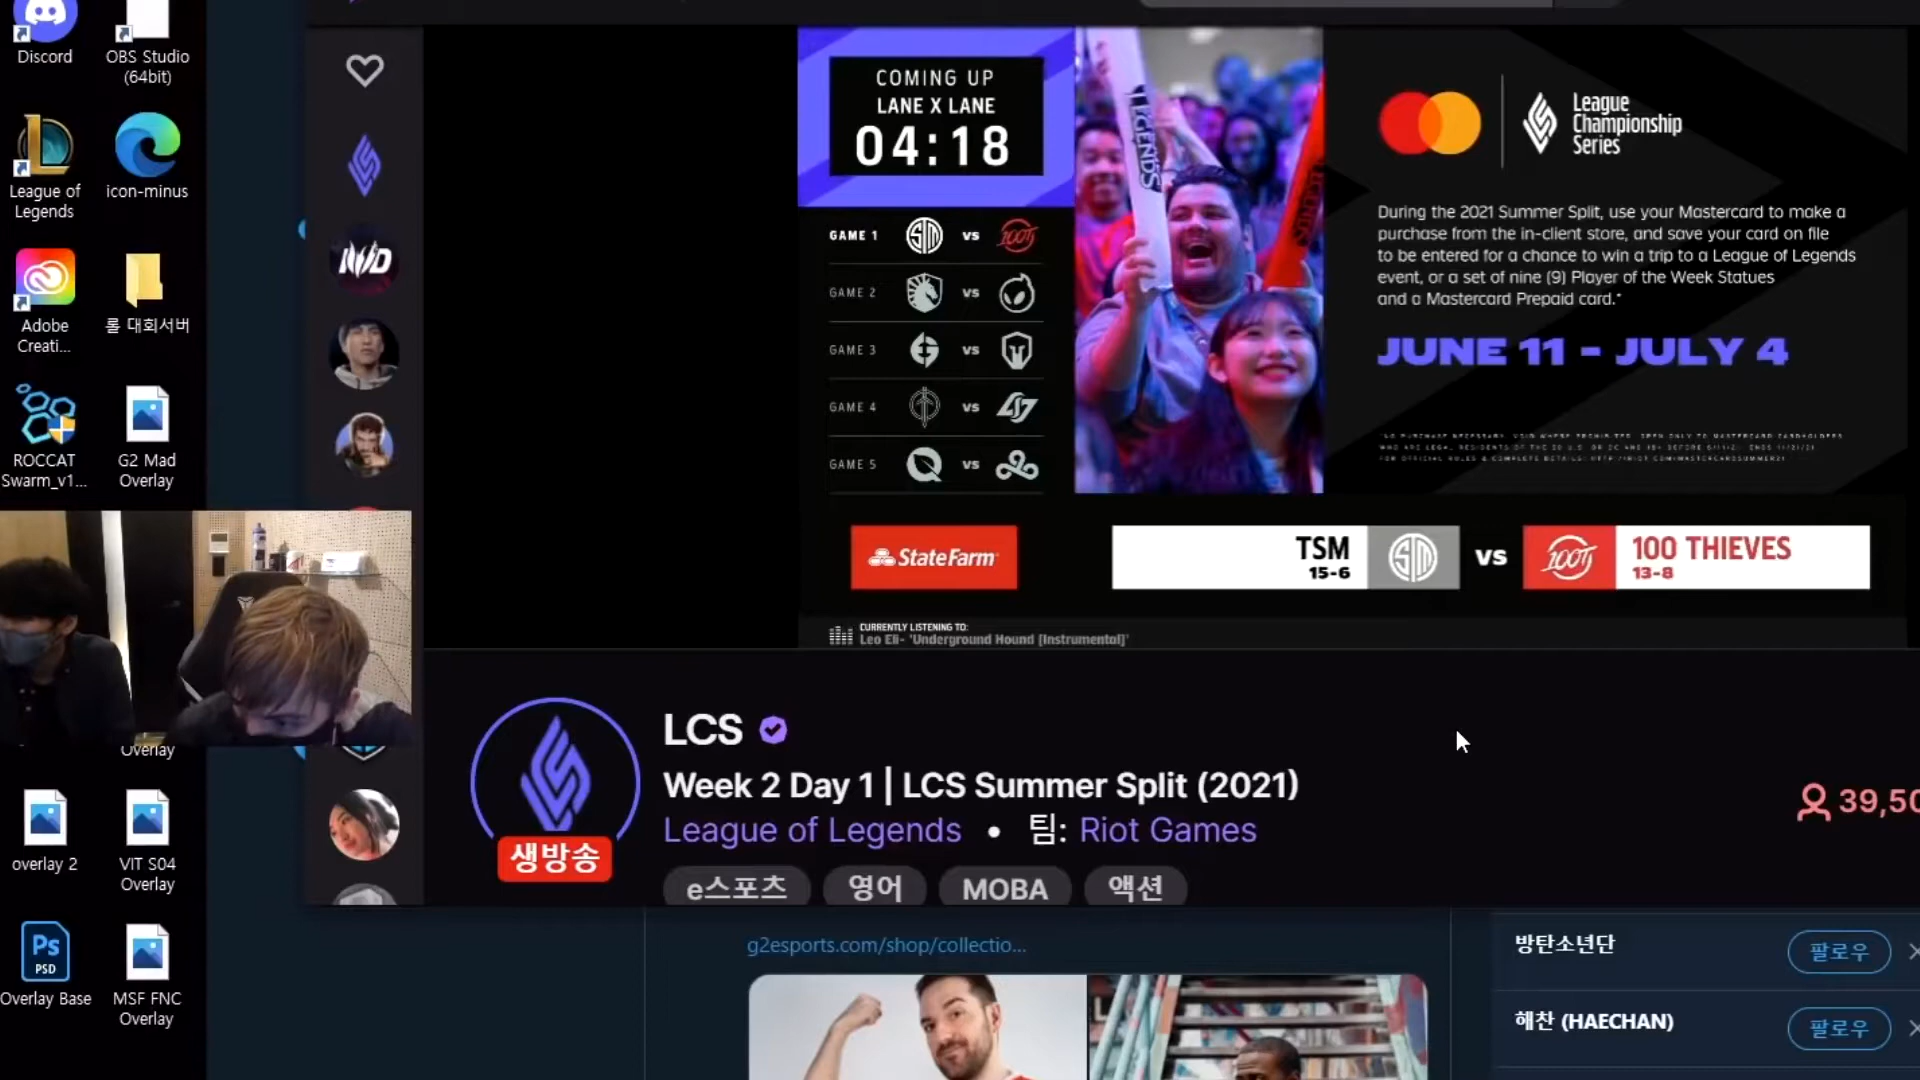 Discord
OBS Studio
(64bit)
League of
Legends
icon-minus
Adobe
Creati...
롤 대회서버
ROCCAT
Swarm_v1...
G2 Mad
Overlay
Overlay
overlay 2
VIT S04
Overlay
Ps
PSD
Overlay Base
MSF FNC
Overlay
COMING UP
LANE X LANE
04:18
GAME 1 TSM VS 100T
GAME 2 VS
GAME 3 VS
GAME 4 VS
GAME 5 VS
LEGENDS
League
Championship
Series
During the 2021 Summer Split, use your Mastercard to make a
purchase from the in-client store, and save your card on file
to be entered for a chance to win a trip to a League of Legends
event, or a set of nine (9) Player of the Week Statues
and a Mastercard Prepaid card.*
JUNE 11 - JULY 4
StateFarm
TSM
15-6
TSM
VS
100T
100 THIEVES
13-8
CURRENTLY LISTENING TO:
Leo Eli- 'Underground Hound [Instrumental]'
LCS
Week 2 Day 1 | LCS Summer Split (2021)
League of Legends • 팀: Riot Games
생방송
e스포츠 영어 MOBA 액션
39,50
g2esports.com/shop/collectio...
방탄소년단
팔로우
해찬 (HAECHAN)
팔로우